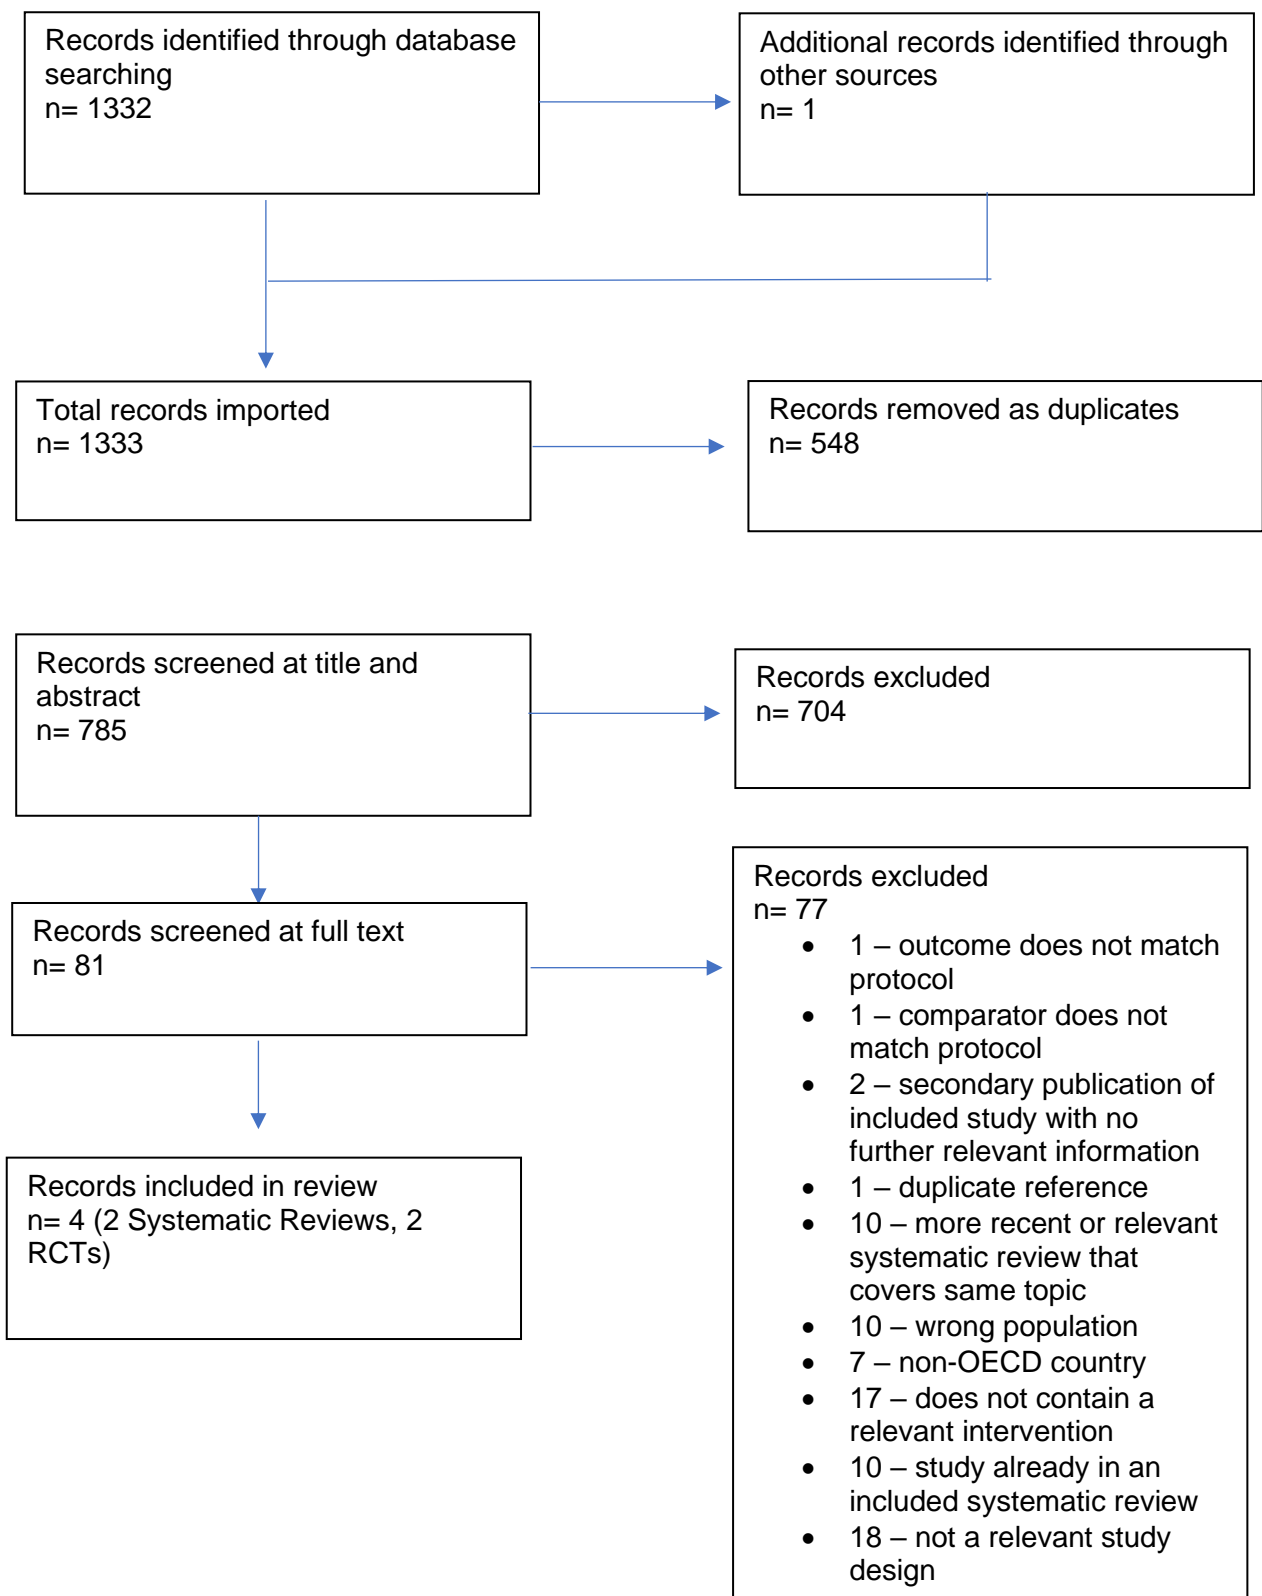 Records identified through database
searching
n= 1332
Additional records identified through
other sources
n= 1
Total records imported
n= 1333
Records removed as duplicates
n= 548
Records screened at title and
abstract
n= 785
Records excluded
n= 704
Records screened at full text
n= 81
Records excluded
n= 77
• 1 – outcome does not match
protocol
• 1 – comparator does not
match protocol
• 2 – secondary publication of
included study with no
further relevant information
• 1 – duplicate reference
• 10 – more recent or relevant
systematic review that
covers same topic
• 10 – wrong population
• 7 – non-OECD country
• 17 – does not contain a
relevant intervention
• 10 – study already in an
included systematic review
• 18 – not a relevant study
design
Records included in review
n= 4 (2 Systematic Reviews, 2
RCTs)